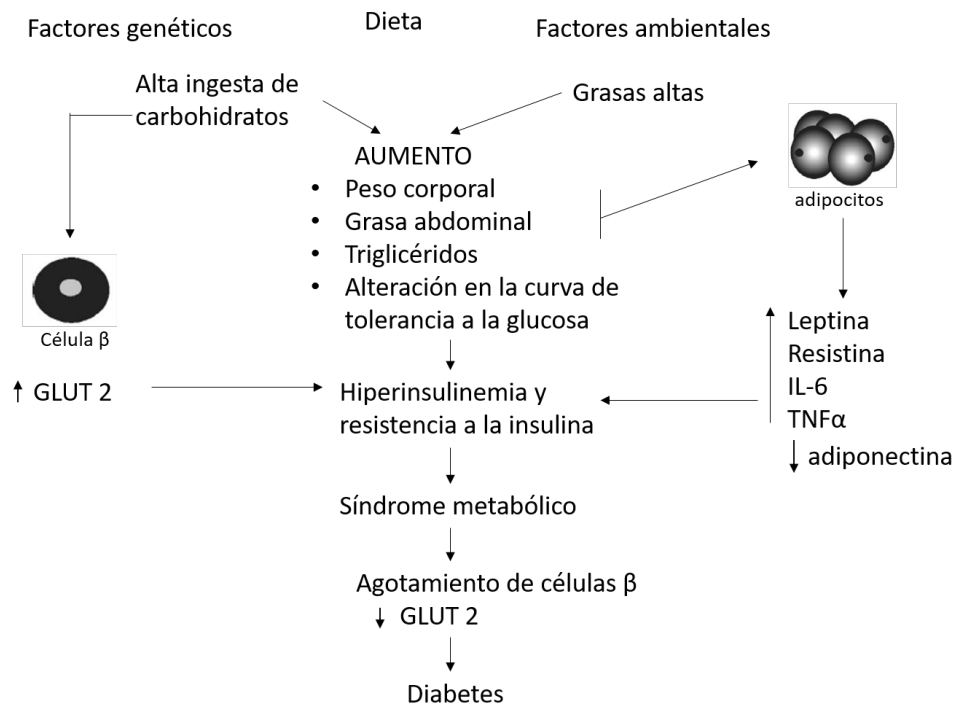 Factores genéticos
Dieta
Factores ambientales
Alta ingesta de
carbohidratos
Grasas altas
AUMENTO
• Peso corporal
• Grasa abdominal
• Triglicéridos
• Alteración en la curva de
tolerancia a la glucosa
adipocitos
Célula β
↑ GLUT 2
Hiperinsulinemia y
resistencia a la insulina
Leptina
Resistina
IL-6
TNFα
↓ adiponectina
Síndrome metabólico
Agotamiento de células β
↓ GLUT 2
Diabetes